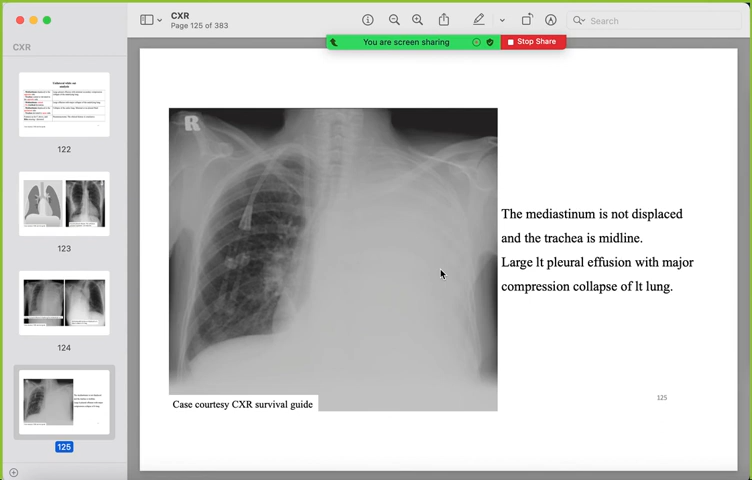 CXR
Page 125 of 383
Search
You are screen sharing
Stop Share
CXR
122
123
124
125
R
The mediastinum is not displaced
and the trachea is midline.
Large lt pleural effusion with major
compression collapse of lt lung.
Case courtesy CXR survival guide
125